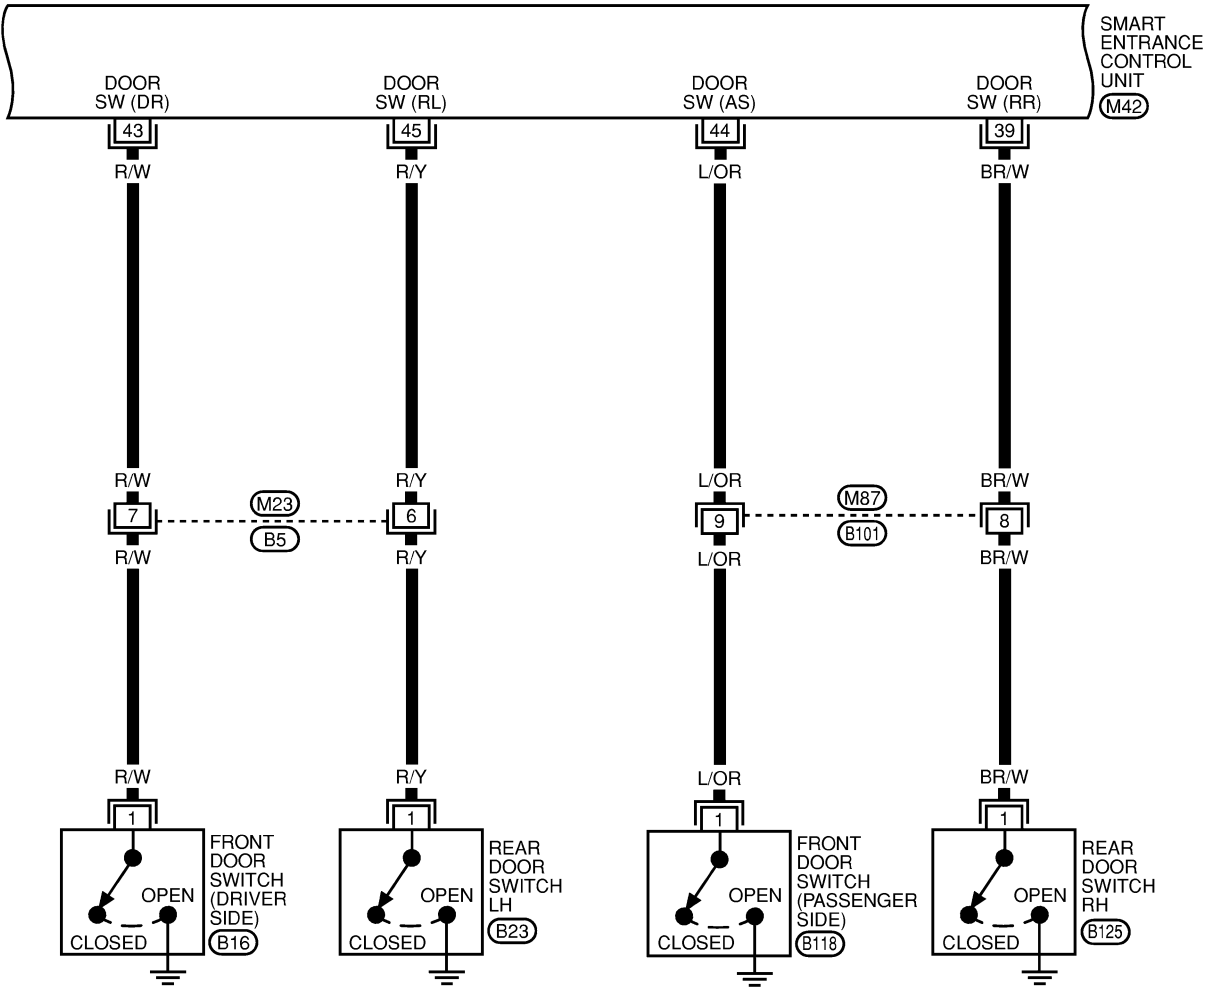 SMART
ENTRANCE
CONTROL
UNIT
M42
DOOR
SW (DR)
DOOR
SW (RL)
DOOR
SW (AS)
DOOR
SW (RR)
43
45
44
39
R/W
R/Y
L/OR
BR/W
R/W
R/Y
L/OR
BR/W
7
M23
B5
6
9
M87
B101
8
R/W
R/Y
L/OR
BR/W
R/W
R/Y
L/OR
BR/W
1
1
1
1
OPEN
CLOSED
FRONT
DOOR
SWITCH
(DRIVER
SIDE)
B16
OPEN
CLOSED
REAR
DOOR
SWITCH
LH
B23
OPEN
CLOSED
FRONT
DOOR
SWITCH
(PASSENGER
SIDE)
B118
OPEN
CLOSED
REAR
DOOR
SWITCH
RH
B125